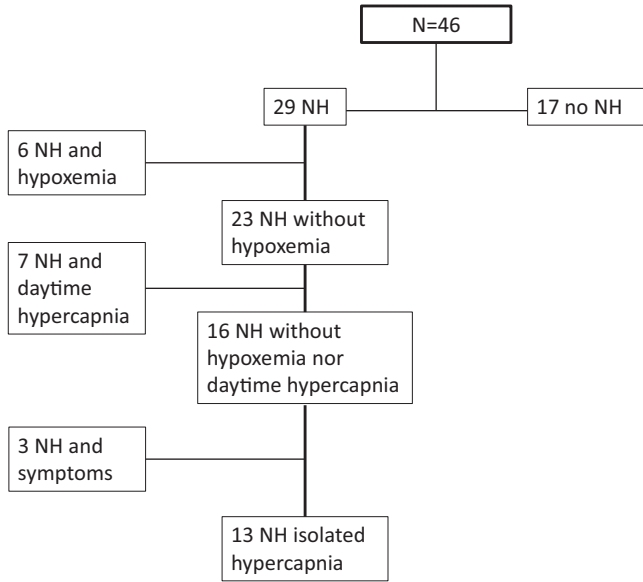 N=46
29 NH
17 no NH
6 NH and
hypoxemia
23 NH without
hypoxemia
7 NH and
daytime
hypercapnia
16 NH without
hypoxemia nor
daytime hypercapnia
3 NH and
symptoms
13 NH isolated
hypercapnia